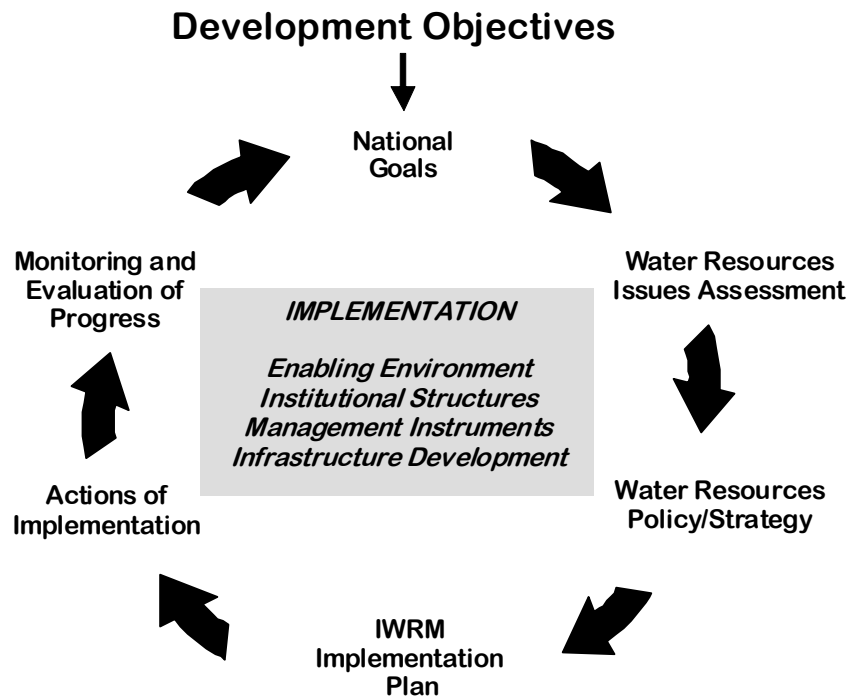 Development Objectives
National
Goals
Water Resources
Issues Assessment
Water Resources
Policy/Strategy
IWRM
Implementation
Plan
Actions of
Implementation
Monitoring and
Evaluation of
Progress
IMPLEMENTATION
Enabling Environment
Institutional Structures
Management Instruments
Infrastructure Development